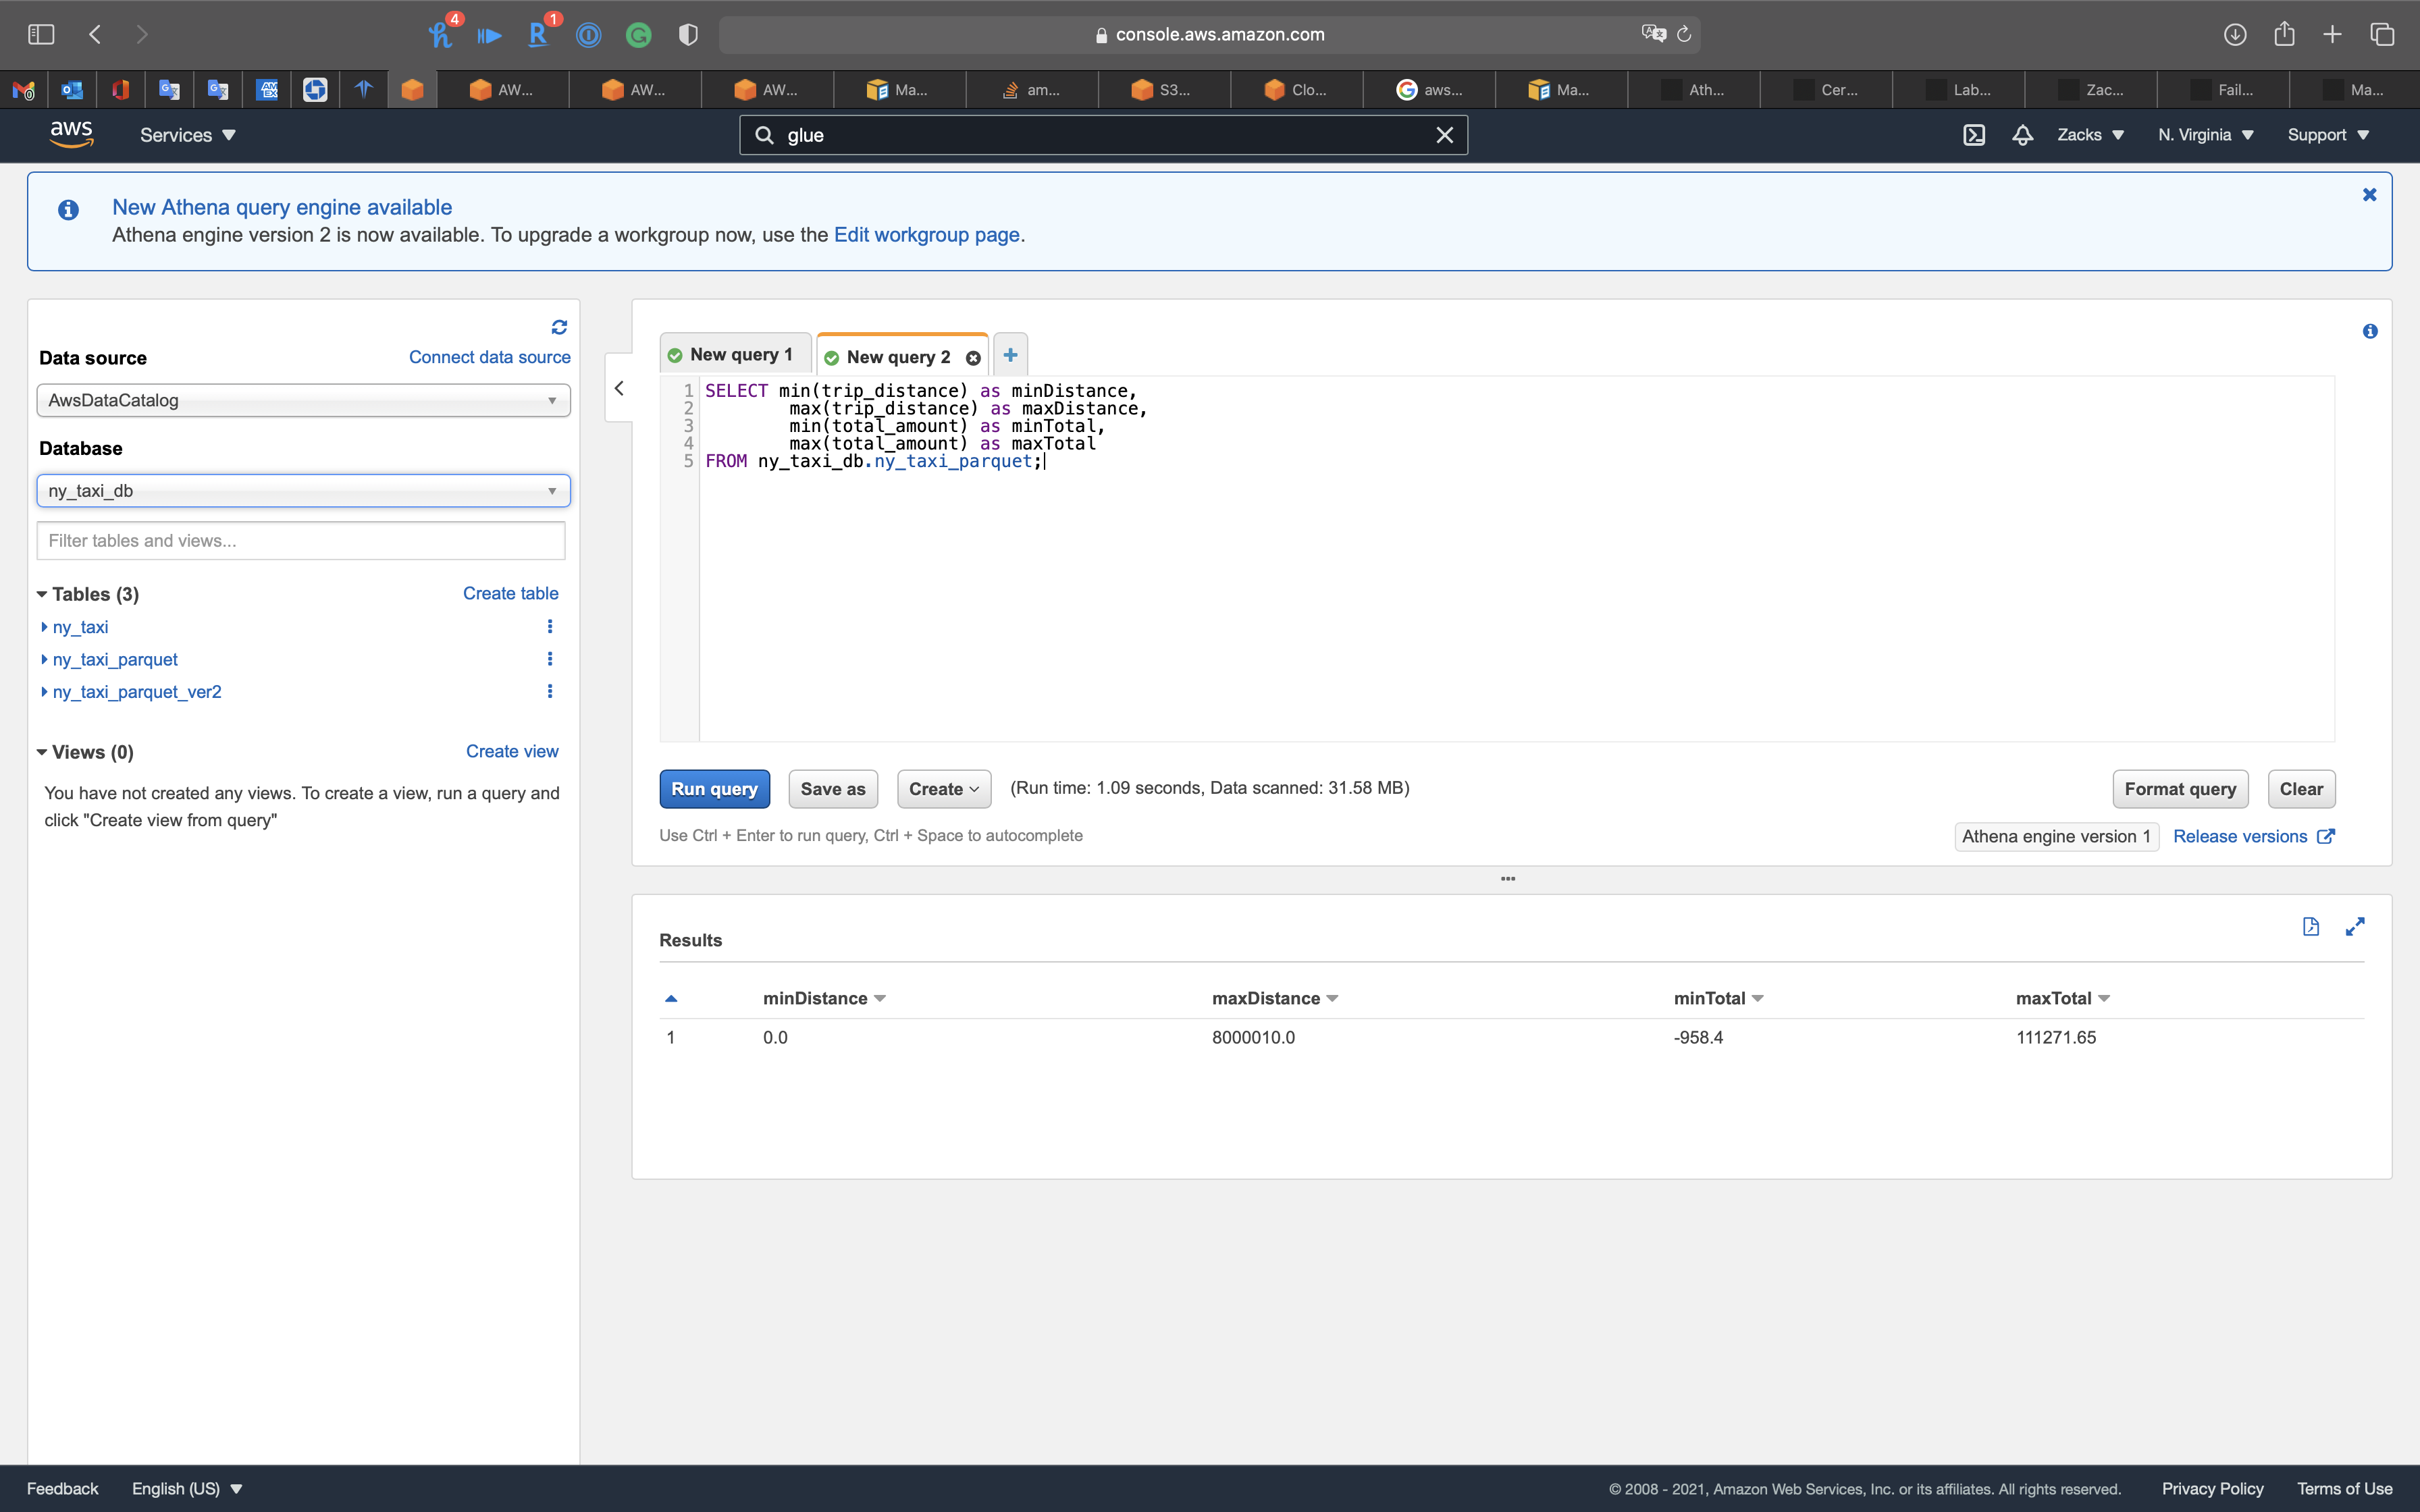 4
1
console.aws.amazon.com
AW...
AW...
AW...
Ma...
am...
S3...
Clo...
aws...
Ma...
Ath...
Cer...
Lab...
Zac...
Fail...
Ma...
aws
Services
glue
Zacks
N. Virginia
Support
New Athena query engine available
Athena engine version 2 is now available. To upgrade a workgroup now, use the Edit workgroup page.
Data source
Connect data source
AwsDataCatalog
Database
ny_taxi_db
Filter tables and views...
Tables (3)
Create table
ny_taxi
ny_taxi_parquet
ny_taxi_parquet_ver2
Views (0)
Create view
You have not created any views. To create a view, run a query and
click "Create view from query"
New query 1
New query 2
1 SELECT min(trip_distance) as minDistance,
2 max(trip_distance) as maxDistance,
3 min(total_amount) as minTotal,
4 max(total_amount) as maxTotal
5 FROM ny_taxi_db.ny_taxi_parquet;
Run query
Save as
Create
(Run time: 1.09 seconds, Data scanned: 31.58 MB)
Format query
Clear
Use Ctrl + Enter to run query, Ctrl + Space to autocomplete
Athena engine version 1
Release versions
Results
minDistance maxDistance minTotal maxTotal
1 0.0 8000010.0 -958.4 111271.65
Feedback
English (US)
© 2008 - 2021, Amazon Web Services, Inc. or its affiliates. All rights reserved.
Privacy Policy
Terms of Use